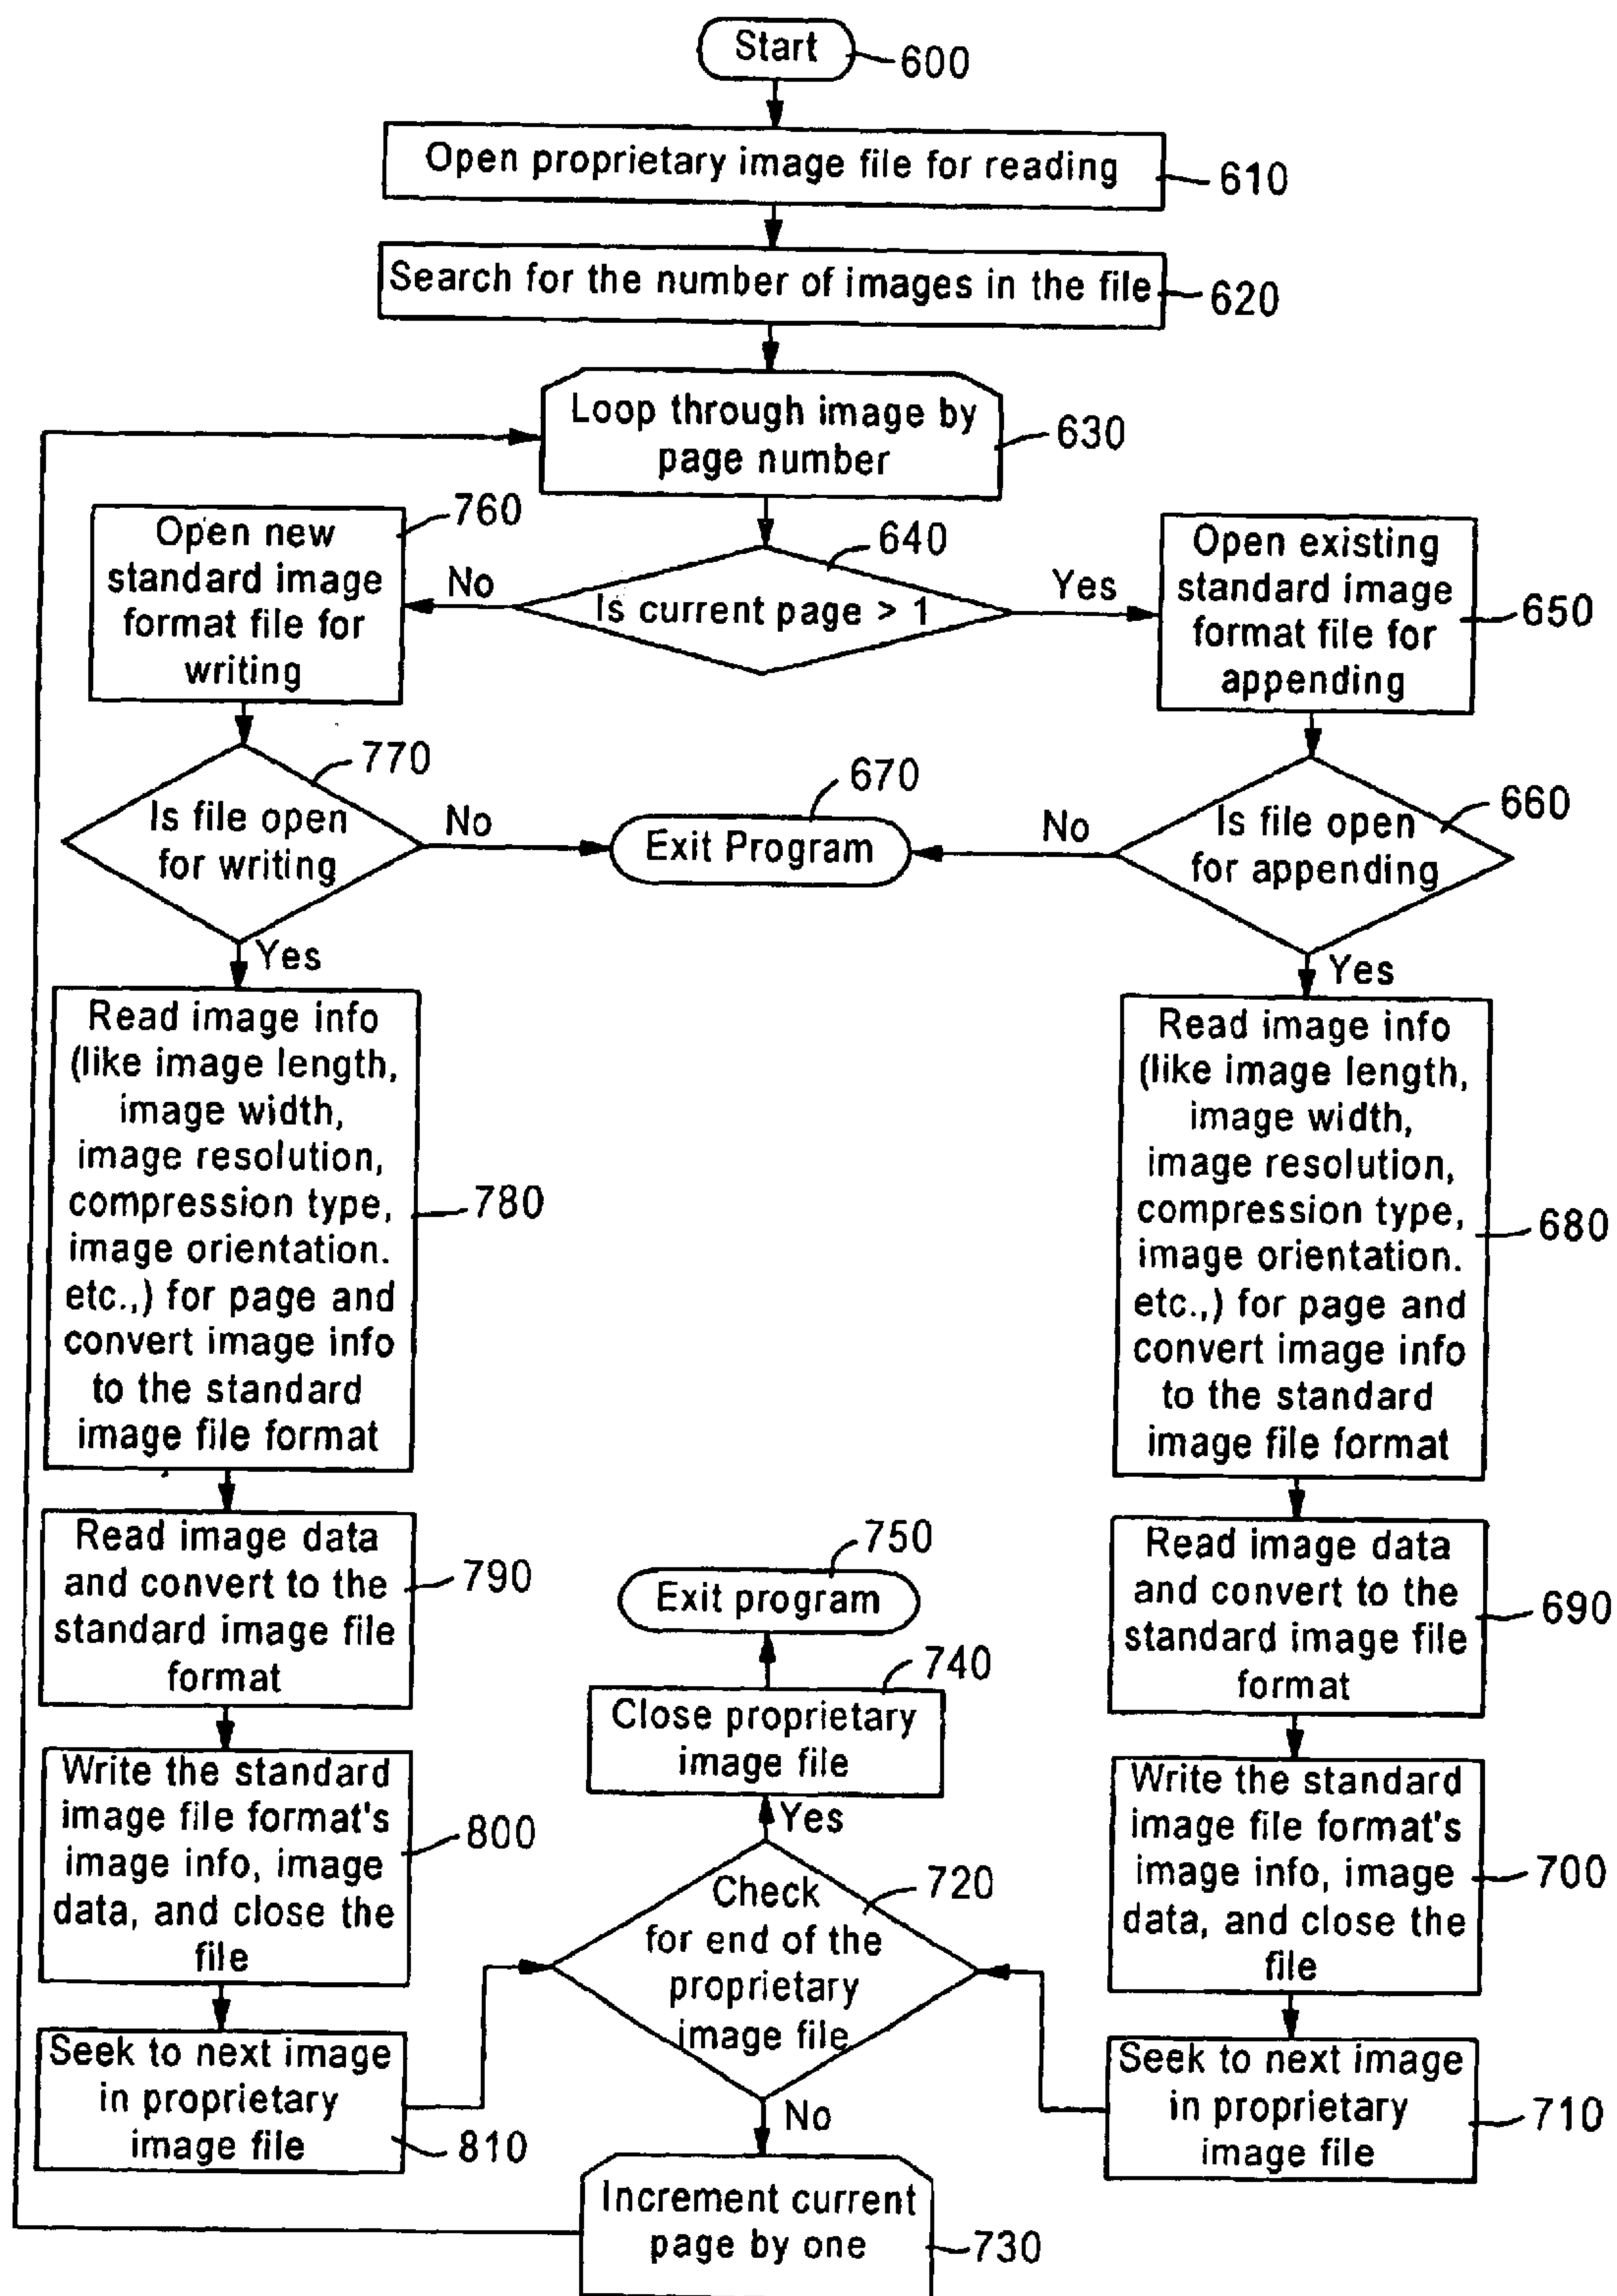 Start
600
Open proprietary image file for reading
610
Search for the number of images in the file
620
Loop through image by
page number
630
760
Open new
standard image
format file for
writing
No
640
Is current page > 1
Yes
Open existing
standard image
format file for
appending
650
770
Is file open
for writing
No
670
Exit Program
No
660
Is file open
for appending
Yes
Yes
Read image info
(like image length,
image width,
image resolution,
compression type,
image orientation.
etc.,) for page and
convert image info
to the standard
image file format
780
Read image info
(like image length,
image width,
image resolution,
compression type,
image orientation.
etc.,) for page and
convert image info
to the standard
image file format
680
Read image data
and convert to the
standard image file
format
790
750
Exit program
Read image data
and convert to the
standard image file
format
690
740
Close proprietary
image file
Yes
Write the standard
image file format's
image info, image
data, and close the
file
800
Check
for end of the
proprietary
image file
720
Write the standard
image file format's
image info, image
data, and close the
file
700
Seek to next image
in proprietary
image file
810
No
Seek to next image
in proprietary
image file
710
Increment current
page by one
730